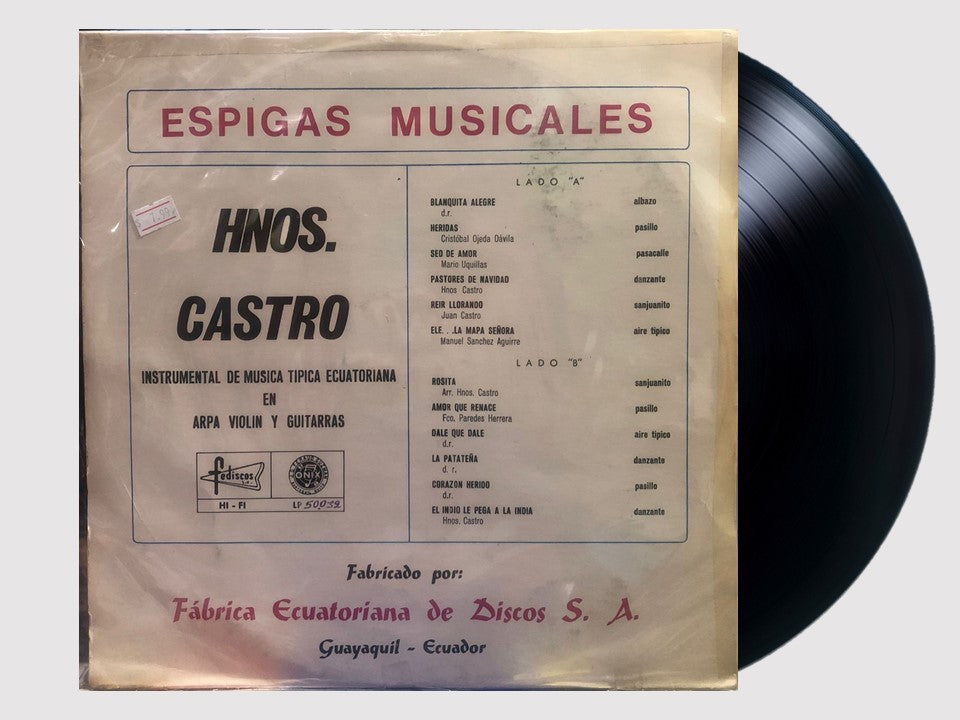 ESPIGAS MUSICALES
HNOS.
CASTRO
INSTRUMENTAL DE MUSICA TIPICA ECUATORIANA
EN
ARPA VIOLIN Y GUITARRAS
fediscos
ONIX
HI - FI LP 50039
LADO "A"
BLANQUITA ALEGRE albazo
d.r.
HERIDAS pasillo
Cristóbal Ojeda Dávila
SED DE AMOR pasacalle
Mario Uquillas
PASTORES DE NAVIDAD danzante
Hnos Castro
REIR LLORANDO sanjuanito
Juan Castro
ELE. . .LA MAPA SEÑORA aire tipico
Manuel Sanchez Aguirre
LADO "B"
ROSITA sanjuanito
Arr. Hnos. Castro
AMOR QUE RENACE pasillo
Fco. Paredes Herrera
DALE QUE DALE aire tipico
d.r.
LA PATATEÑA danzante
d. r.
CORAZON HERIDO pasillo
d.r.
EL INDIO LE PEGA A LA INDIA danzante
Hnos. Castro
Fabricado por:
Fábrica Ecuatoriana de Discos S. A.
Guayaquil - Ecuador